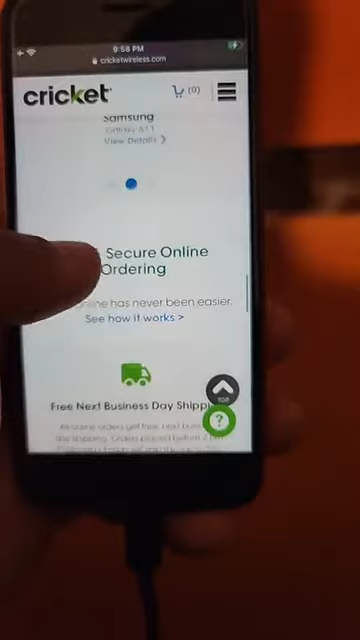 9:58 PM
cricketwireless.com
cricket
(0)
Samsung
Galaxy A11
View Details >
Secure Online
Ordering
online has never been easier.
See how it works >
TOP
?
Free Next Business Day Shipp